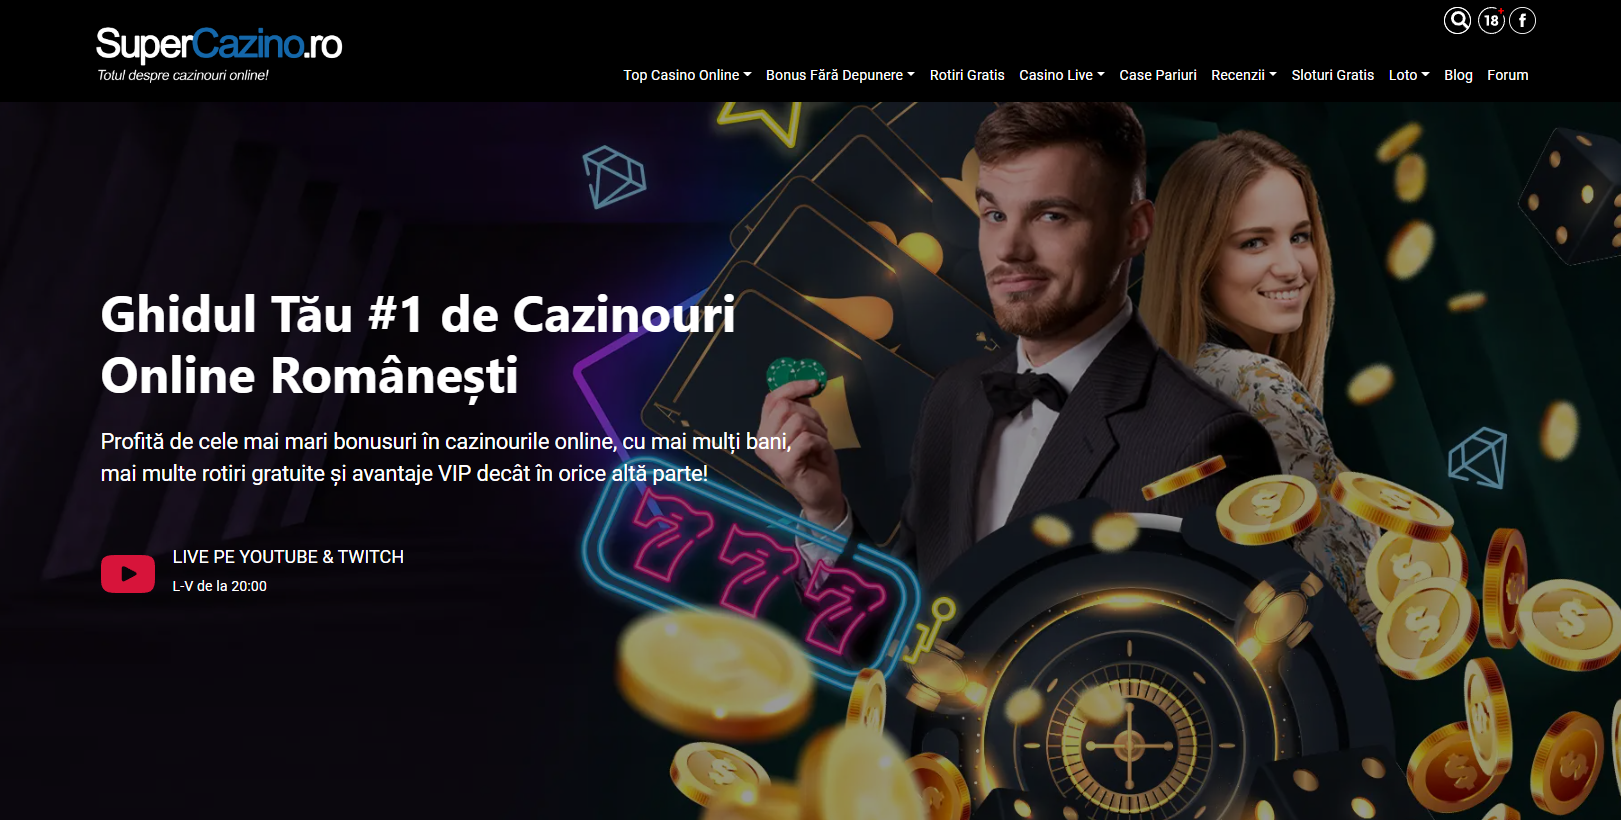 SuperCazino.ro
Totul despre cazinouri online!
18+
f
Top Casino Online
Bonus Fără Depunere
Rotiri Gratis
Casino Live
Case Pariuri
Recenzii
Sloturi Gratis
Loto
Blog
Forum
Ghidul Tău #1 de Cazinouri
Online Românești
Profită de cele mai mari bonusuri în cazinourile online, cu mai mulți bani,
mai multe rotiri gratuite și avantaje VIP decât în orice altă parte!
LIVE PE YOUTUBE & TWITCH
L-V de la 20:00
A
777